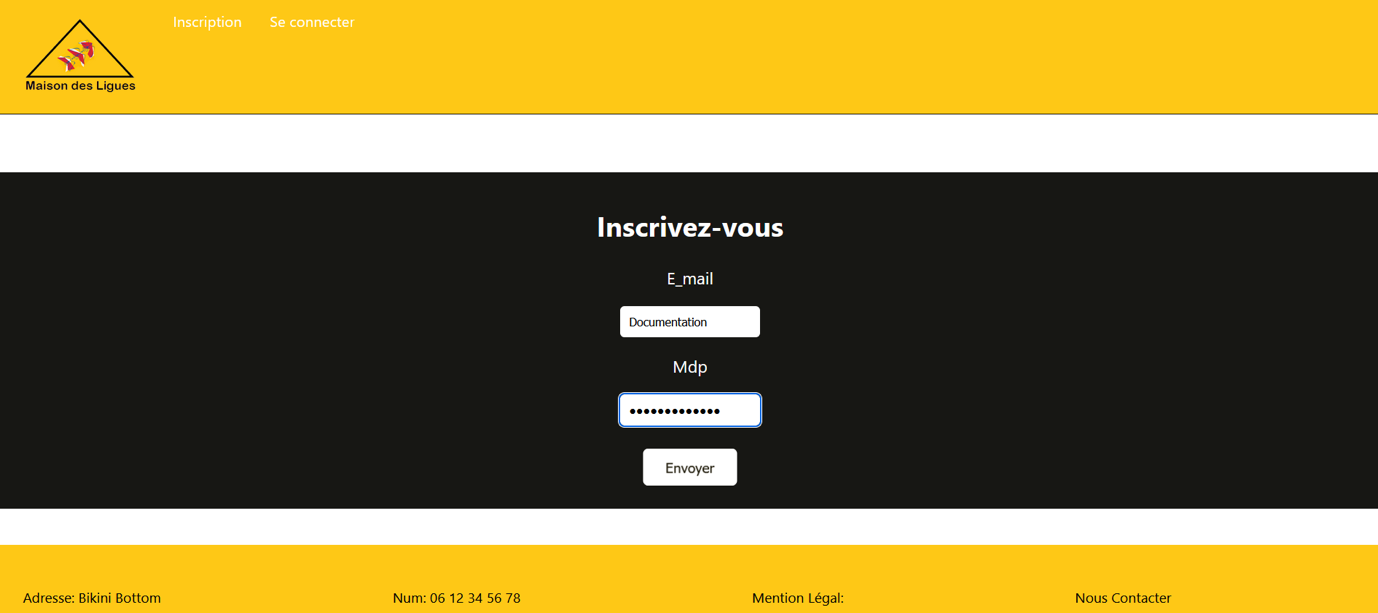 Inscription Se connecter
Maison des Ligues
Inscrivez-vous
E_mail
Documentation
Mdp
•••••••••••••
Envoyer
Adresse: Bikini Bottom Num: 06 12 34 56 78 Mention Légal: Nous Contacter